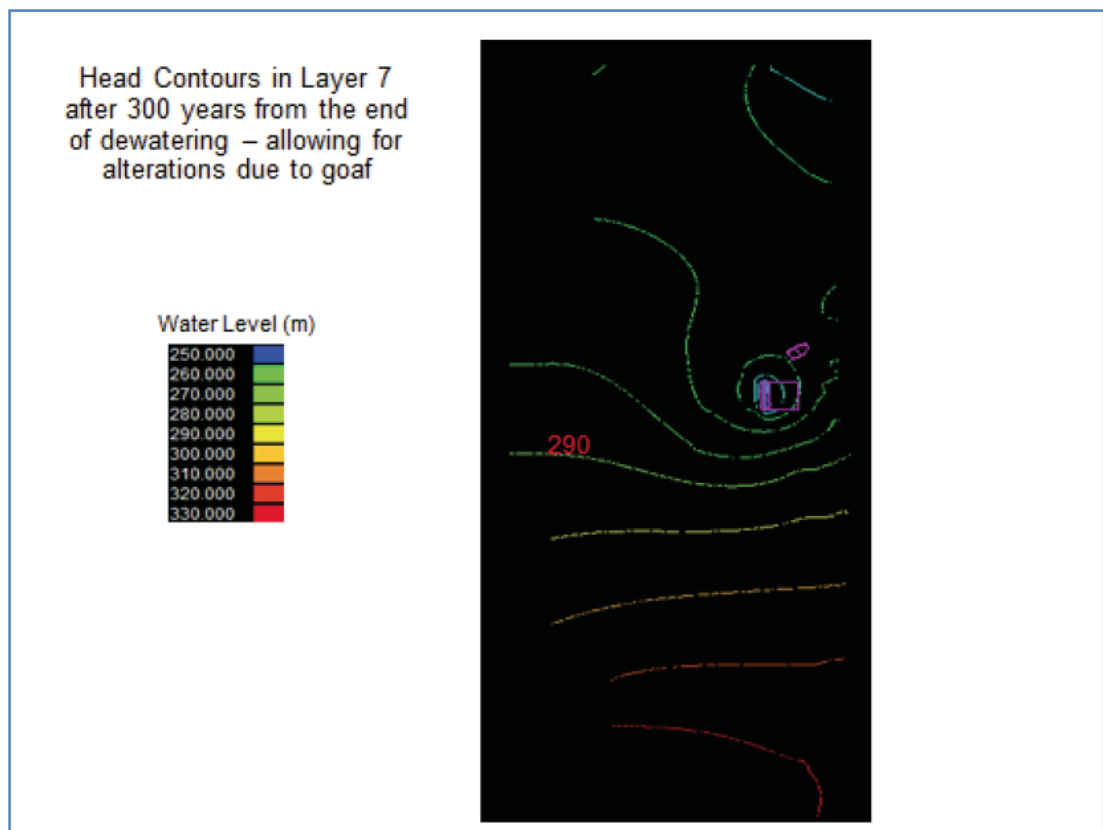 Head Contours in Layer 7
after 300 years from the end
of dewatering – allowing for
alterations due to goaf
Water Level (m)
250.000
260.000
270.000
280.000
290.000
300.000
310.000
320.000
330.000
290